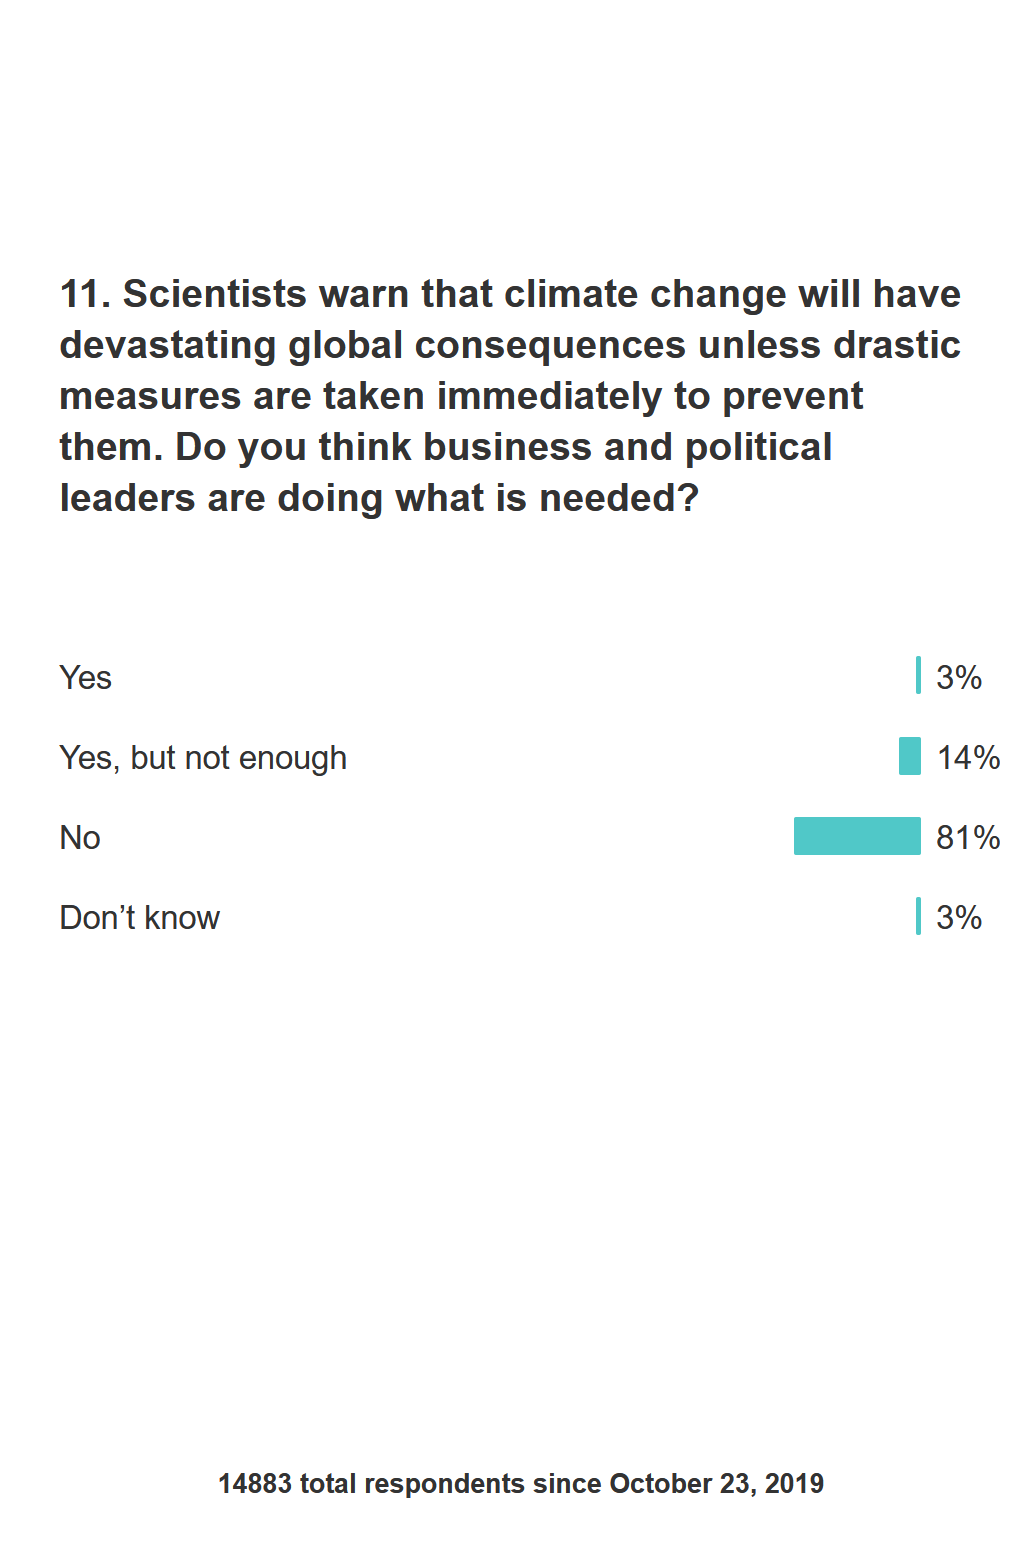 11. Scientists warn that climate change will have
devastating global consequences unless drastic
measures are taken immediately to prevent
them. Do you think business and political
leaders are doing what is needed?
Yes 3%
Yes, but not enough 14%
No 81%
Don’t know 3%
14883 total respondents since October 23, 2019